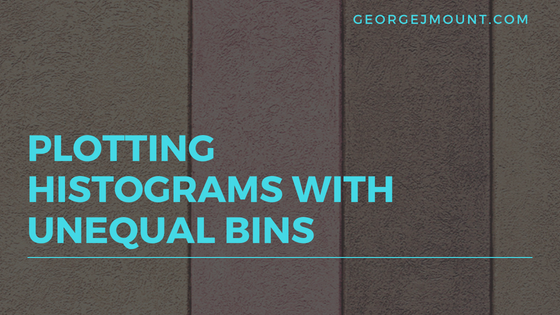 GEORGEJMOUNT.COM
PLOTTING
HISTOGRAMS WITH
UNEQUAL BINS